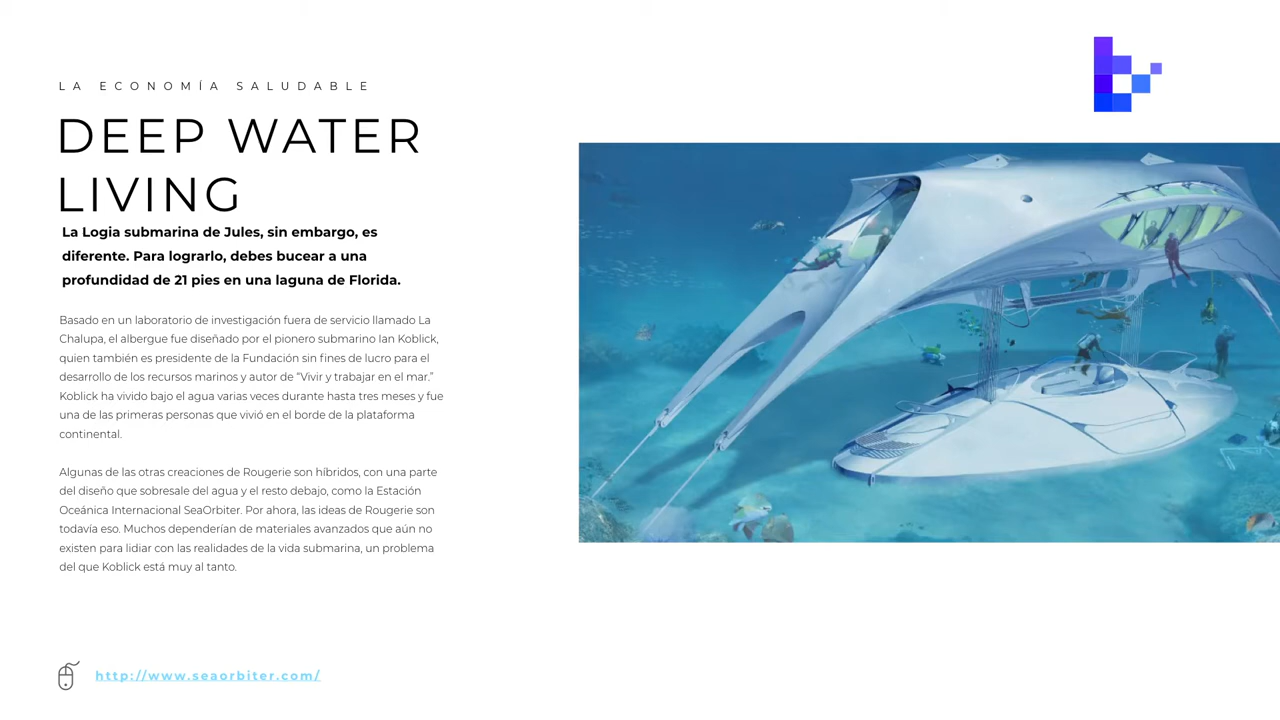 LA ECONOMÍA SALUDABLE
DEEP WATER
LIVING
La Logia submarina de Jules, sin embargo, es
diferente. Para lograrlo, debes bucear a una
profundidad de 21 pies en una laguna de Florida.
Basado en un laboratorio de investigación fuera de servicio llamado La
Chalupa, el albergue fue diseñado por el pionero submarino Ian Koblick,
quien también es presidente de la Fundación sin fines de lucro para el
desarrollo de los recursos marinos y autor de “Vivir y trabajar en el mar.”
Koblick ha vivido bajo el agua varias veces durante hasta tres meses y fue
una de las primeras personas que vivió en el borde de la plataforma
continental.
Algunas de las otras creaciones de Rougerie son híbridos, con una parte
del diseño que sobresale del agua y el resto debajo, como la Estación
Oceánica Internacional SeaOrbiter. Por ahora, las ideas de Rougerie son
todavía eso. Muchos dependerían de materiales avanzados que aún no
existen para lidiar con las realidades de la vida submarina, un problema
del que Koblick está muy al tanto.
http://www.seaorbiter.com/